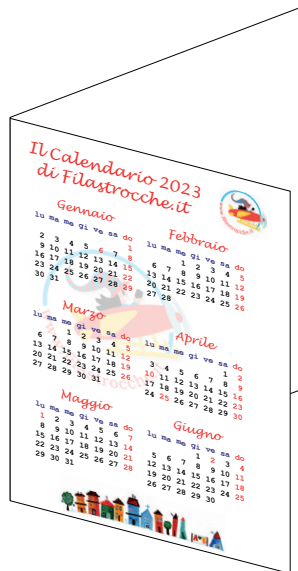 Il Calendario 2023
di Filastrocche.it
Gennaio
lu ma me gi ve sa do
1
2 3 4 5 6 7 8
9 10 11 12 13 14 15
16 17 18 19 20 21 22
23 24 25 26 27 28 29
30 31
Febbraio
lu ma me gi ve sa do
1 2 3 4 5
6 7 8 9 10 11 12
13 14 15 16 17 18 19
20 21 22 23 24 25 26
27 28
Marzo
lu ma me gi ve sa do
1 2 3 4 5
6 7 8 9 10 11 12
13 14 15 16 17 18 19
20 21 22 23 24 25 26
27 28 29 30 31
Aprile
lu ma me gi ve sa do
1 2
3 4 5 6 7 8 9
10 11 12 13 14 15 16
17 18 19 20 21 22 23
24 25 26 27 28 29 30
Maggio
lu ma me gi ve sa do
1 2 3 4 5 6 7
8 9 10 11 12 13 14
15 16 17 18 19 20 21
22 23 24 25 26 27 28
29 30 31
Giugno
lu ma me gi ve sa do
1 2 3 4
5 6 7 8 9 10 11
12 13 14 15 16 17 18
19 20 21 22 23 24 25
26 27 28 29 30